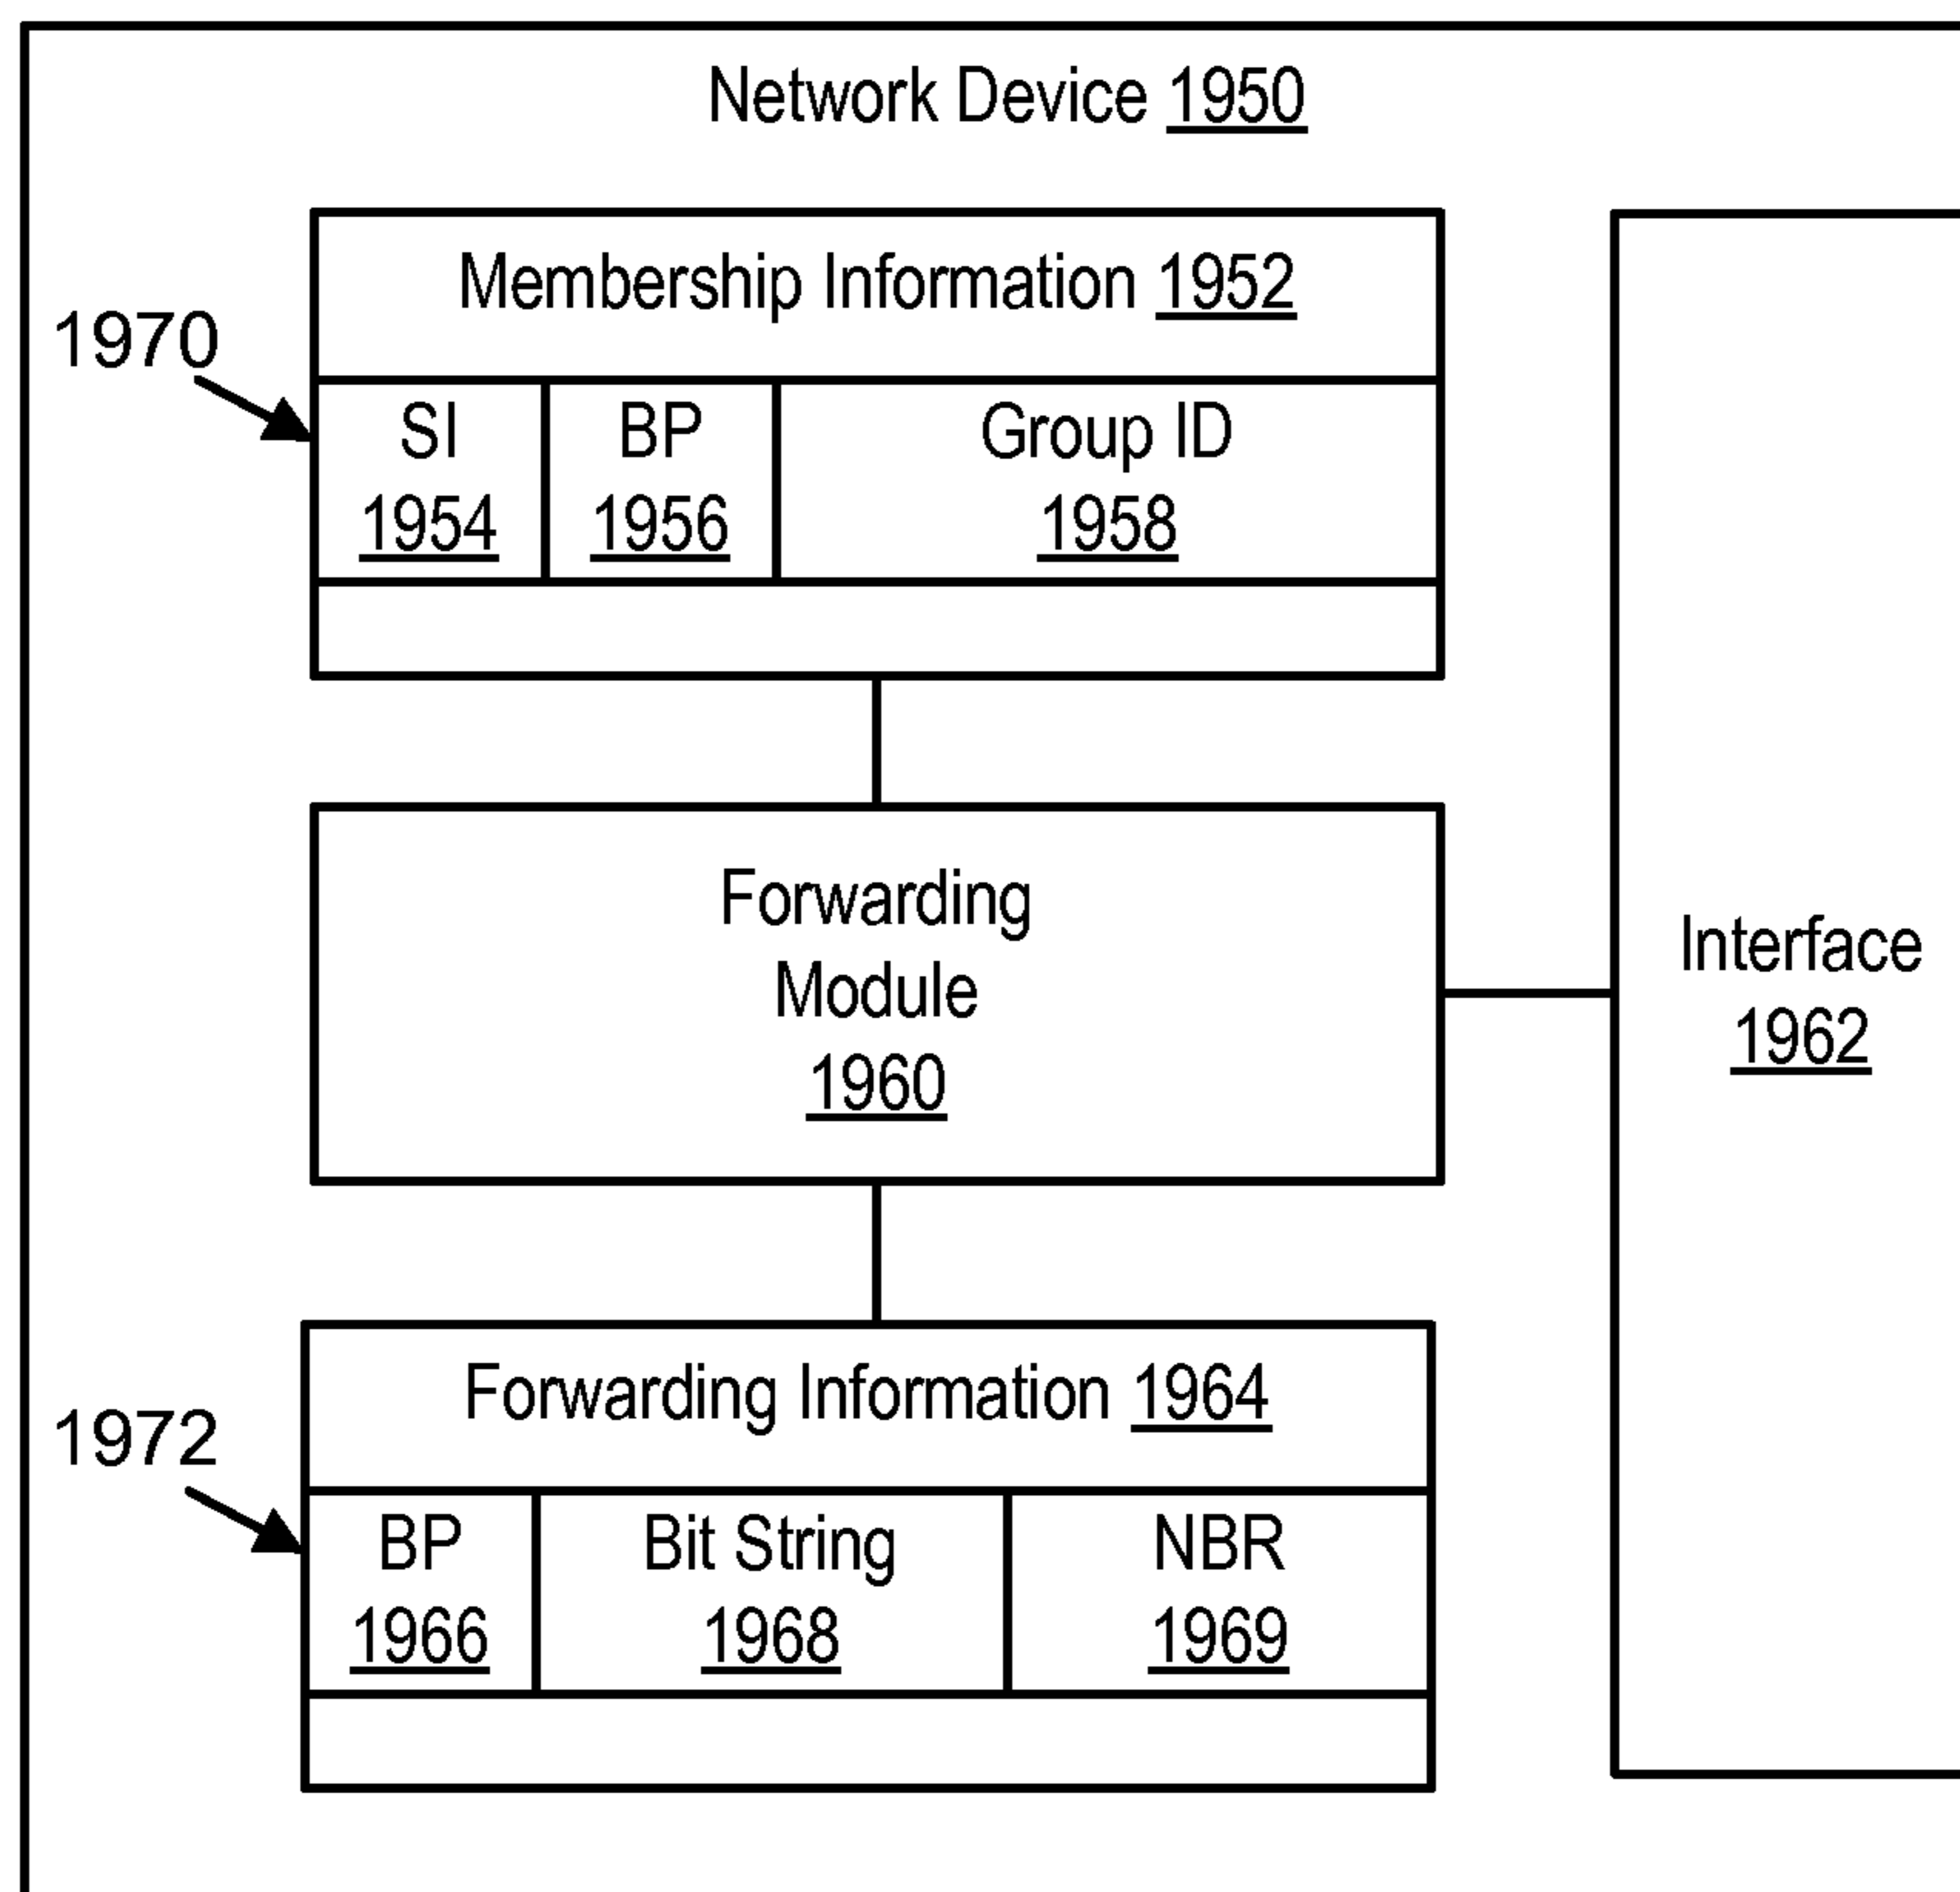 Network Device 1950
Membership Information 1952
1970
SI BP Group ID
1954 1956 1958
Forwarding
Module
1960
Interface
1962
Forwarding Information 1964
1972
BP Bit String NBR
1966 1968 1969